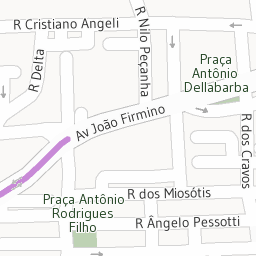 R Cristiano Angeli
R Nilo Peçanha
R Delta
Praça
Antônio
Dellabarba
Av João Firmino
R dos Cravos
R dos Miosótis
Praça Antônio
Rodrigues
Filho
R Ângelo Pessotti